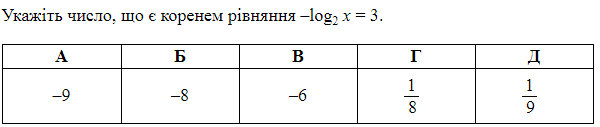 Укажіть число, що є коренем рівняння –log₂ x = 3.
А Б В Г Д
–9 –8 –6 1/8 1/9